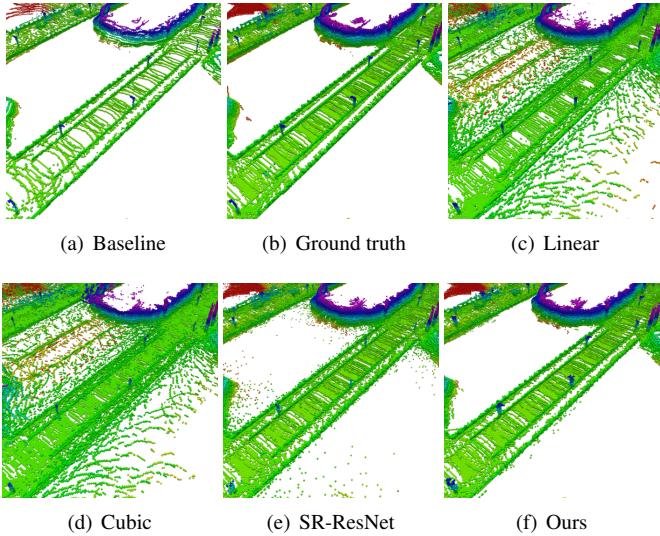 (a) Baseline
(b) Ground truth
(c) Linear
(d) Cubic
(e) SR-ResNet
(f) Ours